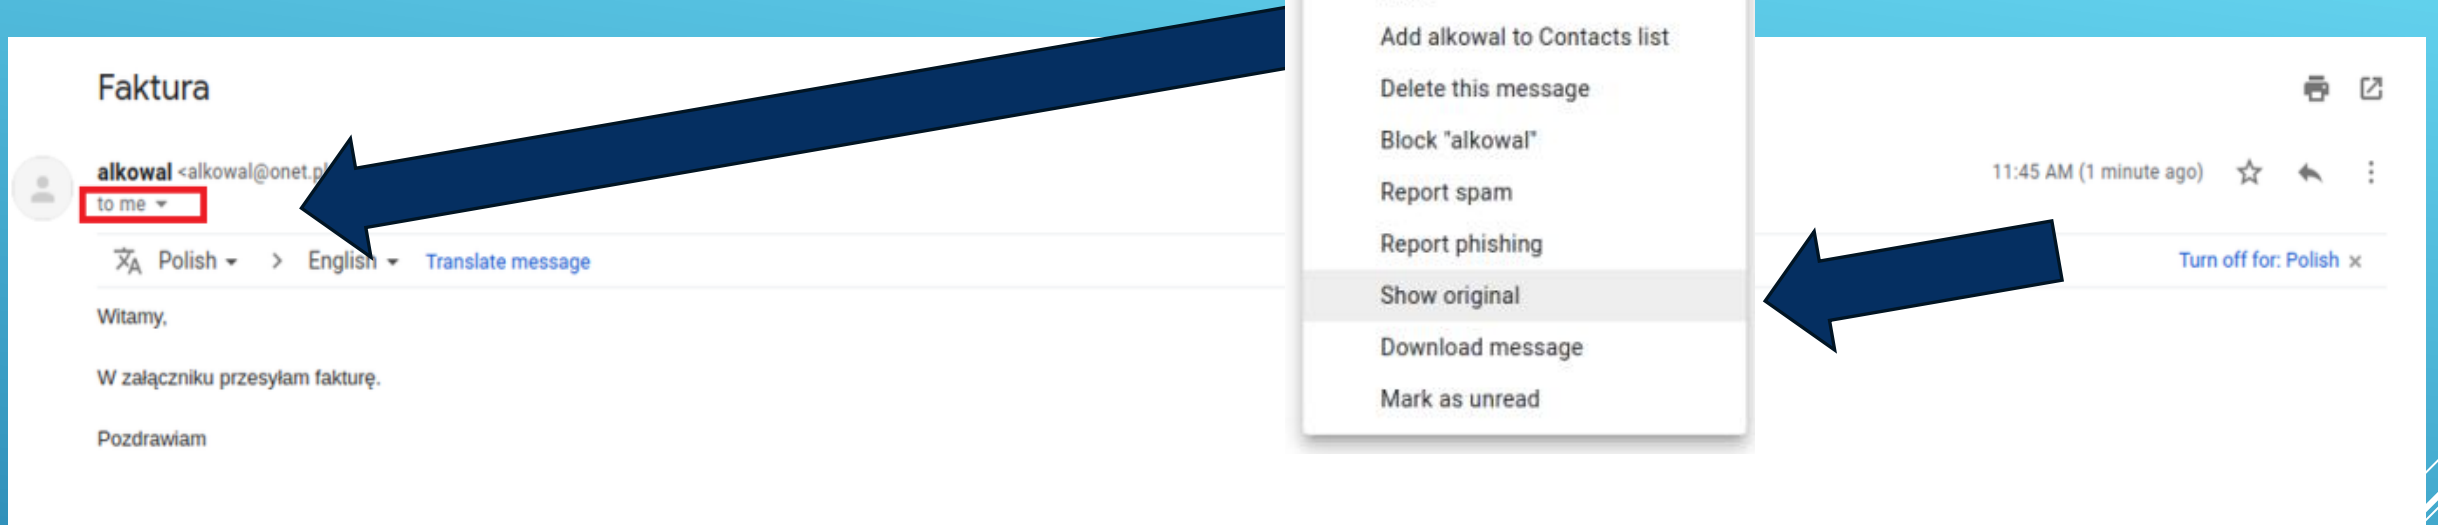 Faktura
alkowal <alkowal@onet.p
to me
Polish > English Translate message
Witamy,
W załączniku przesyłam fakturę.
Pozdrawiam
Add alkowal to Contacts list
Delete this message
Block "alkowal"
Report spam
Report phishing
Show original
Download message
Mark as unread
11:45 AM (1 minute ago)
Turn off for: Polish ×